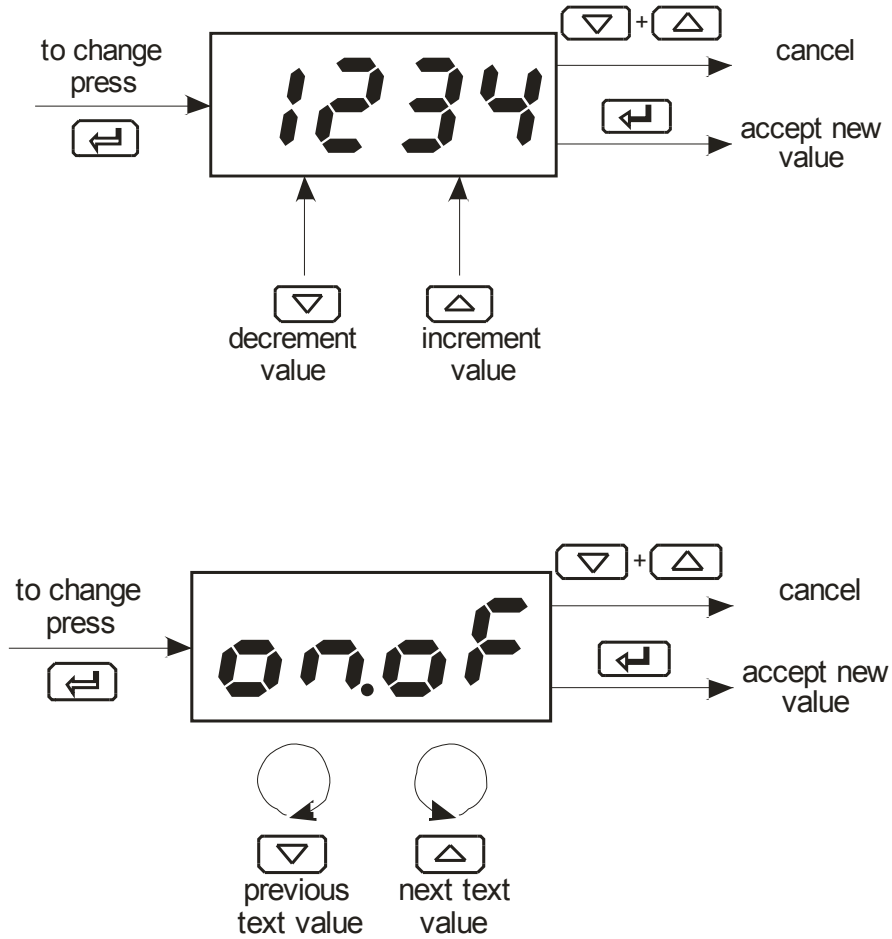 to change
press
1234
+
cancel
accept new
value
decrement
value
increment
value
to change
press
on.oF
+
cancel
accept new
value
previous
text value
next text
value